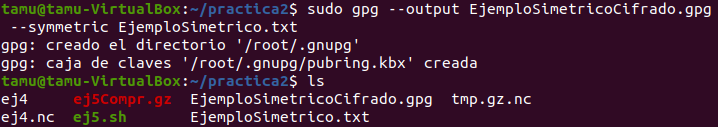 tamu@tamu-VirtualBox:~/practica2$ sudo gpg --output EjemploSimetricoCifrado.gpg
 --symmetric EjemploSimetrico.txt
gpg: creado el directorio '/root/.gnupg'
gpg: caja de claves '/root/.gnupg/pubring.kbx' creada
tamu@tamu-VirtualBox:~/practica2$ ls
ej4     ej5Compr.gz  EjemploSimetricoCifrado.gpg  tmp.gz.nc
ej4.nc  ej5.sh       EjemploSimetrico.txt